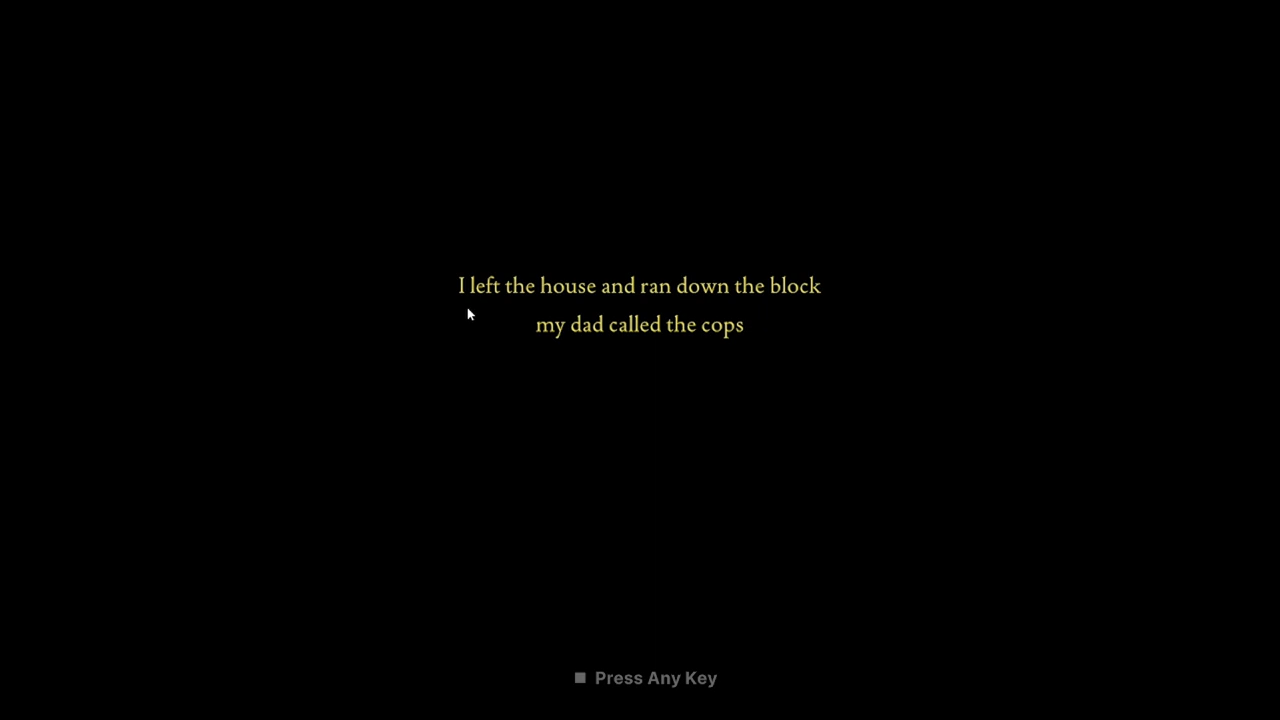 I left the house and ran down the block
my dad called the cops
Press Any Key